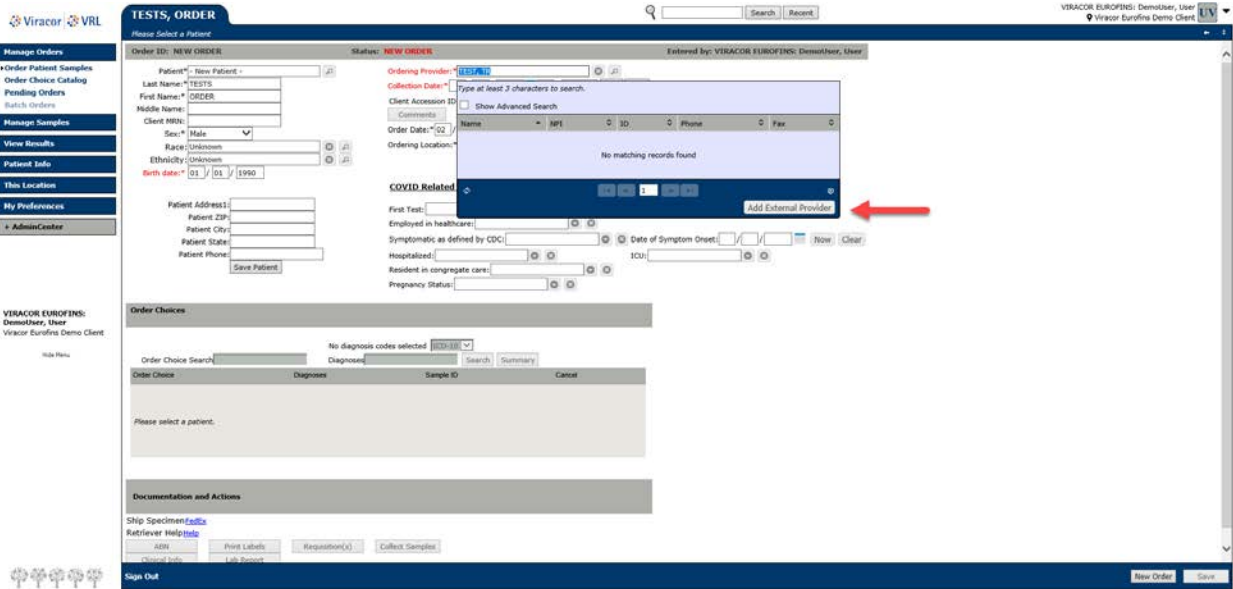 Viracor VRL
TESTS, ORDER
Search Recent
VIRACOR EUROFINS: DemoUser, User
Viracor Eurofins Demo Client
UV
Please Select a Patient
Manage Orders
Order Patient Samples
Order Choice Catalog
Pending Orders
Batch Orders
Manage Samples
View Results
Patient Info
This Location
My Preferences
+ AdminCenter
VIRACOR EUROFINS:
DemoUser, User
Viracor Eurofins Demo Client
Hide Menu
Order ID: NEW ORDER Status: NEW ORDER Entered by: VIRACOR EUROFINS: DemoUser, User
Patient* - New Patient -
Last Name:* TESTS
First Name:* ORDER
Middle Name:
Client MRN:
Sex:* Male
Race: Unknown
Ethnicity: Unknown
Birth date:* 01 / 01 / 1990
Patient Address1:
Patient ZIP:
Patient City:
Patient State:
Patient Phone:
Save Patient
Ordering Provider:* TEST, TP
Collection Date:*
Client Accession ID
Comments
Order Date:* 02 /
Ordering Location:*
Type at least 3 characters to search.
Show Advanced Search
Name NPI ID Phone Fax
No matching records found
1
Add External Provider
COVID Related
First Test:
Employed in healthcare:
Symptomatic as defined by CDC: Date of Symptom Onset: / / Now Clear
Hospitalized: ICU:
Resident in congregate care:
Pregnancy Status:
Order Choices
No diagnosis codes selected ICD-10
Order Choice Search Diagnoses Search Summary
Order Choice Diagnoses Sample ID Cancel
Please select a patient.
Documentation and Actions
Ship Specimen FedEx
Retriever Help Help
ABN Print Labels Requisition(s) Collect Samples
Clinical Info Lab Report
Sign Out New Order Save